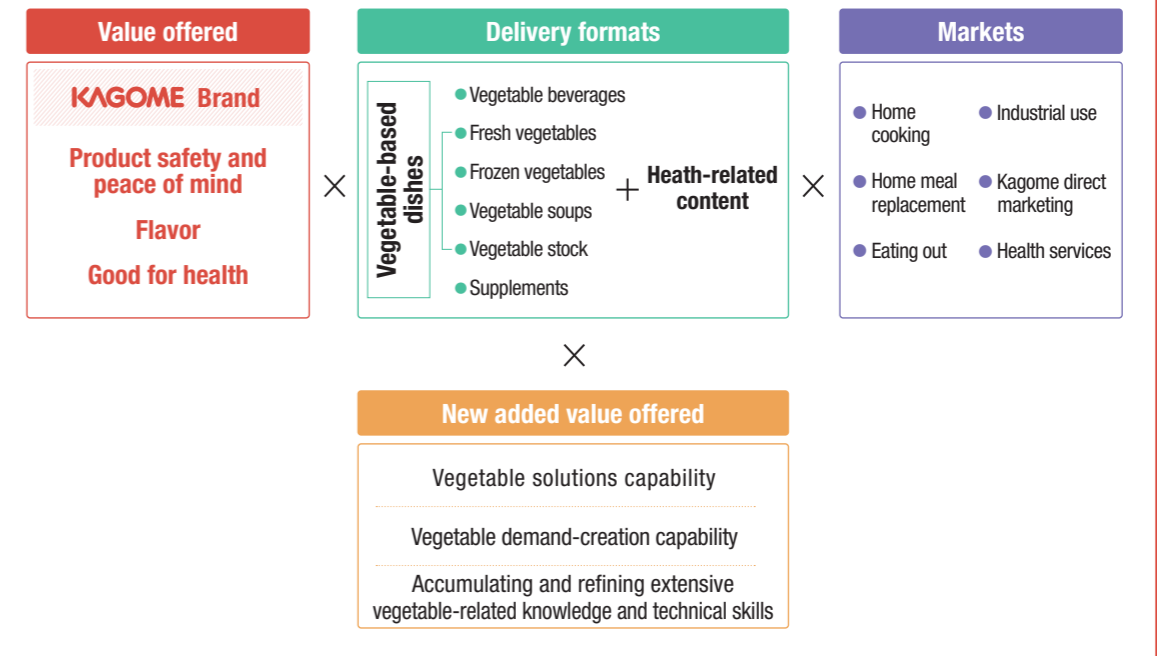 Value offered
KAGOME Brand
Product safety and
peace of mind
Flavor
Good for health
×
Delivery formats
Vegetable-based
dishes
Vegetable beverages
Fresh vegetables
Frozen vegetables
Vegetable soups
Vegetable stock
Supplements
+
Heath-related
content
×
Markets
Home
cooking
Industrial use
Home meal
replacement
Kagome direct
marketing
Eating out
Health services
×
New added value offered
Vegetable solutions capability
Vegetable demand-creation capability
Accumulating and refining extensive
vegetable-related knowledge and technical skills